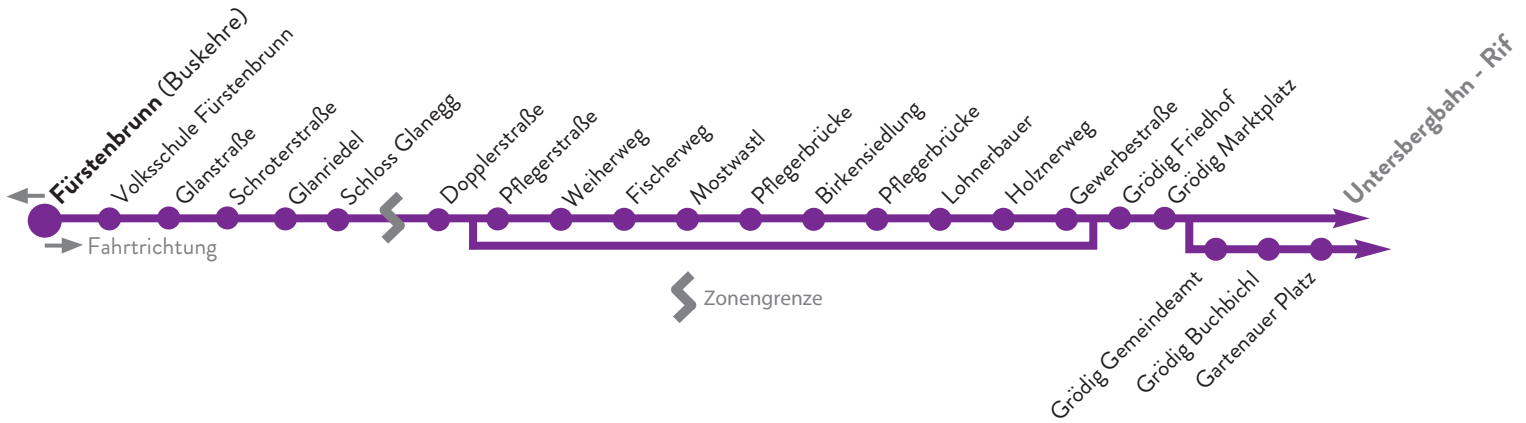 Fürstenbrunn (Buskehre)
Volksschule Fürstenbrunn
Glanstraße
Schroterstraße
Glanriedel
Schloss Glanegg
Dopplerstraße
Pflegerstraße
Weiherweg
Fischerweg
Mostwastl
Pflegerbrücke
Birkensiedlung
Pflegerbrücke
Lohnerbauer
Holznerweg
Gewerbestraße
Grödig Friedhof
Grödig Marktplatz
Untersbergbahn - Rif
Fahrtrichtung
Zonengrenze
Grödig Gemeindeamt
Grödig Buchbichl
Gartenauer Platz